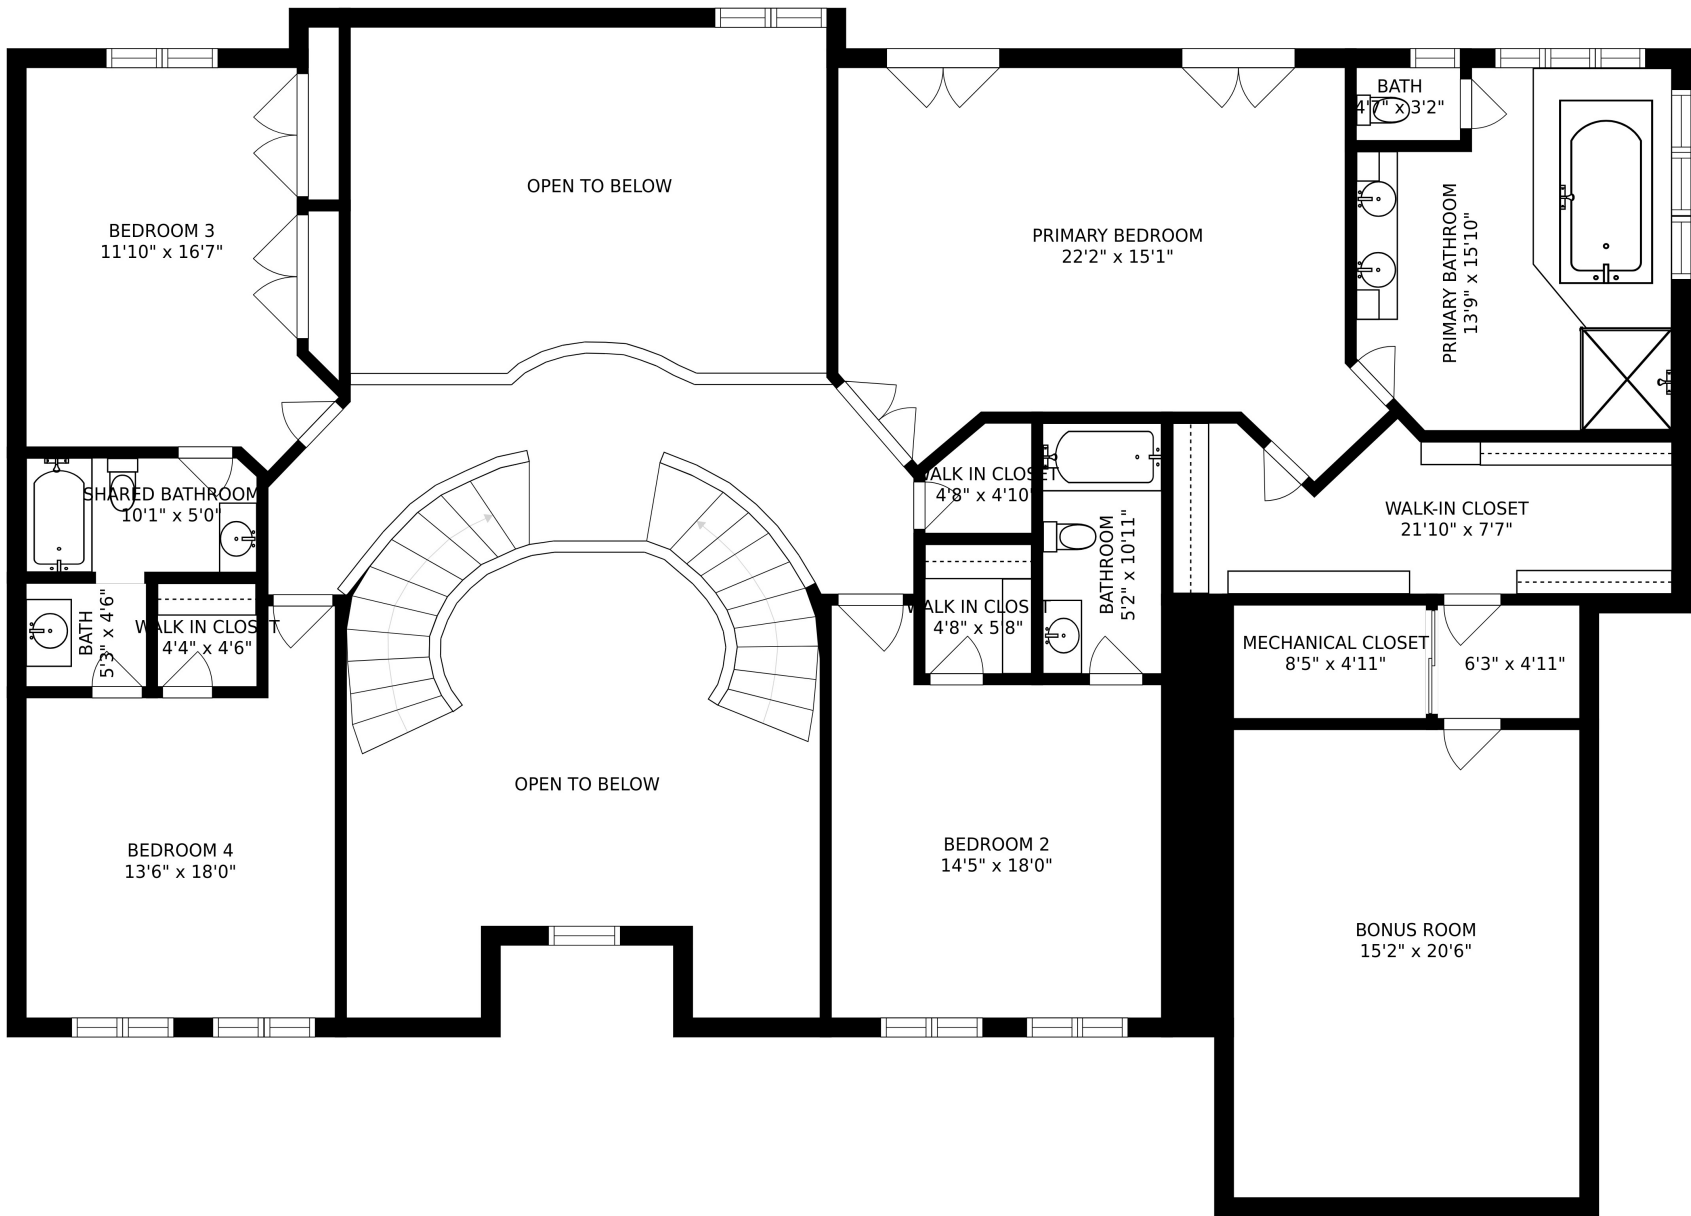 BATH
4'7" x 3'2"
OPEN TO BELOW
BEDROOM 3
11'10" x 16'7"
PRIMARY BEDROOM
22'2" x 15'1"
PRIMARY BATHROOM
13'9" x 15'10"
WALK IN CLOSET
4'8" x 4'10"
SHARED BATHROOM
10'1" x 5'0"
WALK-IN CLOSET
21'10" x 7'7"
BATHROOM
5'2" x 10'11"
WALK IN CLOSET
4'8" x 5'8"
BATH
5'3" x 4'6"
WALK IN CLOSET
4'4" x 4'6"
MECHANICAL CLOSET
8'5" x 4'11"
6'3" x 4'11"
OPEN TO BELOW
BEDROOM 4
13'6" x 18'0"
BEDROOM 2
14'5" x 18'0"
BONUS ROOM
15'2" x 20'6"